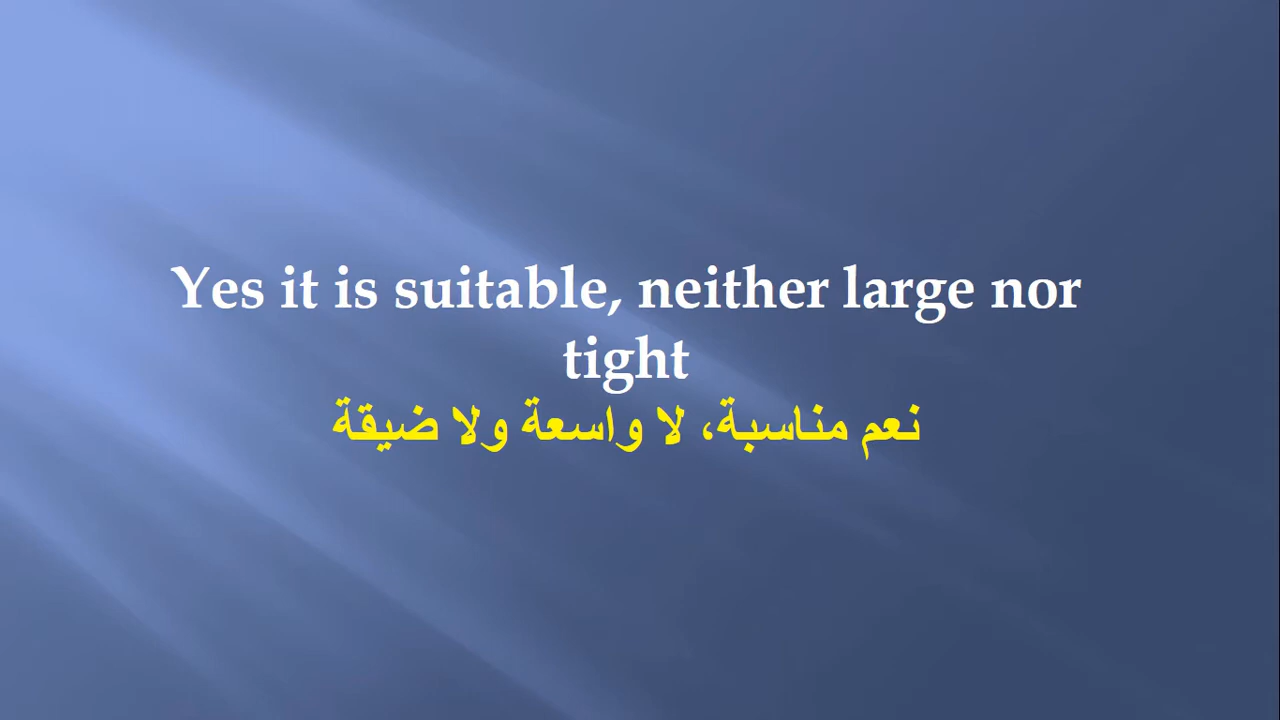 Yes it is suitable, neither large nor
tight
نعم مناسبة، لا واسعة ولا ضيقة